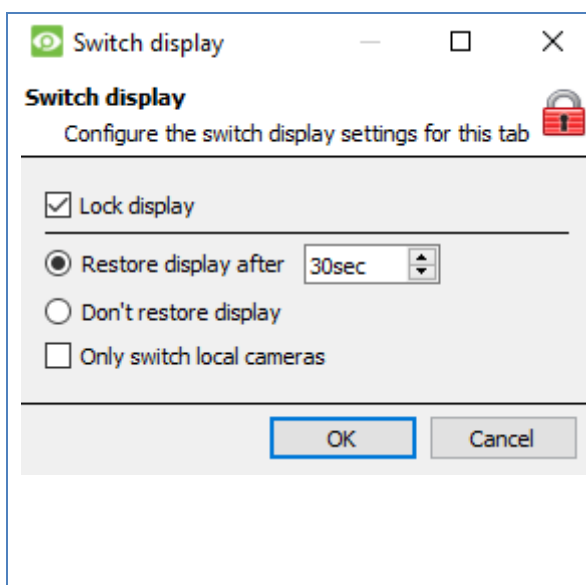 Switch display
Switch display
Configure the switch display settings for this tab
Lock display
Restore display after 30sec
Don't restore display
Only switch local cameras
OK Cancel